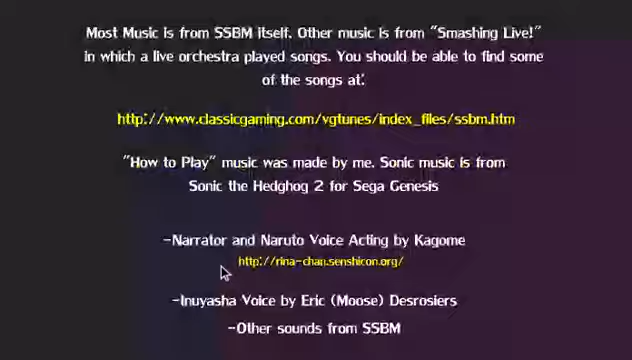 Most Music is from SSBM itself. Other music is from "Smashing Live!"
in which a live orchestra played songs. You should be able to find some
of the songs at:
http://www.classicgaming.com/vgtunes/index_files/ssbm.htm
"How to Play" music was made by me. Sonic music is from
Sonic the Hedghog 2 for Sega Genesis
-Narrator and Naruto Voice Acting by Kagome
http://rina-chan.senshicon.org/
-Inuyasha Voice by Eric (Moose) Desrosiers
-Other sounds from SSBM